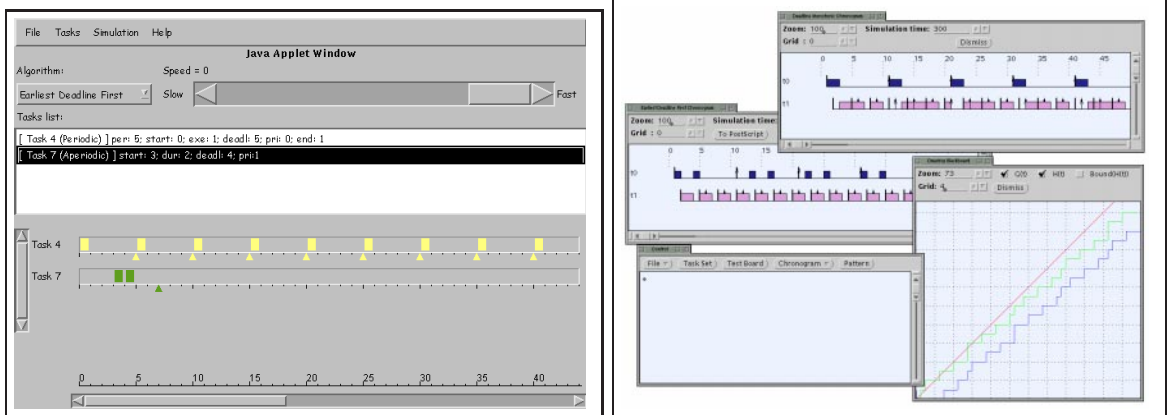 File Tasks Simulation Help
Java Applet Window
Algorithm: Speed = 0
Earliest Deadline First Slow Fast
Tasks list:
[ Task 4 (Periodic) ] per: 5; start: 0; exe: 1; deadl: 5; pri: 0; end: 1
[ Task 7 (Aperiodic) ] start: 3; dur: 2; deadl: 4; pri:1
Task 4
Task 7
0 5 10 15 20 25 30 35 40
Zoom: 100 Simulation time: 300
Grid : 0 Dismiss
0 5 10 15 20 25 30 35 40 45
t0
t1
Zoom: 100 Simulation time:
Grid : 0 To PostScript
0 5 10
t0
t1
Zoom: 73 G(t) H(t) Bound(H(t))
Grid: 4 Dismiss
Control
File Task Set Test Board Chronogram Pattern